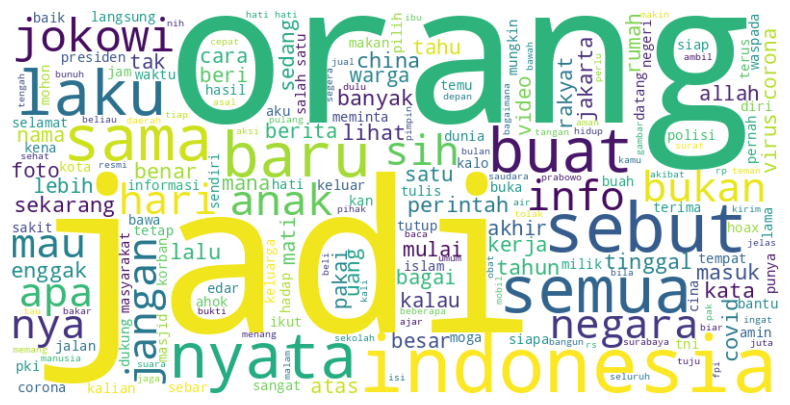 orang
jadi
jokowi
laku
sama
baru
buat
sebut
semua
indonesia
nyata
negara
jangan
bukan
anak
hari
sih
info
apa
nya
mau
banyak
china
warga
lihat
berita
cara
beri
sedang
tahu
tak
nama
foto
benar
lebih
sekarang
enggak
lalu
mana
satu
perintah
akhir
kerja
tahun
tinggal
masuk
kata
covid
virus
corona
video
rakyat
jakarta
rumah
allah
mulai
bagai
kalau
pakai
datang
mati
besar
atas
siapa
baik
langsung
presiden
jam
waktu
hasil
aku
salah satu
meminta
makan
temu
pilih
mungkin
negeri
siap
ambil
terus
waspada
diri
pernah
polisi
surat
selamat
kena
kota
informasi
sendiri
hati
keluar
kan
tulis
dunia
kalo
buka
buah
terima
hoax
lama
sakit
bawa
tetap
masyarakat
korban
edar
ahok
masjid
dukung
jalan
pki
corona
kalian
sebar
ikut
hadap
keluarga
sangat
tutup
islam
milik
cina
tempat
punya
bantu
amin
juta
tni
moga
mohon
ibu
hati hati
nih
makin
cepat
bunuh
jual
dulu
segera
depan
asal
pulang
beliau
tiap
daerah
aksi
pimpin
sehat
resmi
tengah
bagaimana
tangan
hidup
aman
gambar
perlu
bawah
kamu
bulan
saudara
prabowo
akibat
rp
teman
air
tolak
kirim
jelas
pihak
baca
umum
beli
kali
obat
mobil
bila
beberapa
ajar
sekolah
bukti
menang
malam
isi
bangun
rs
surabaya
pak
biar
ingat
tuju
fpi
seluruh
tau
bakar
memang
manusia
suara
jaga